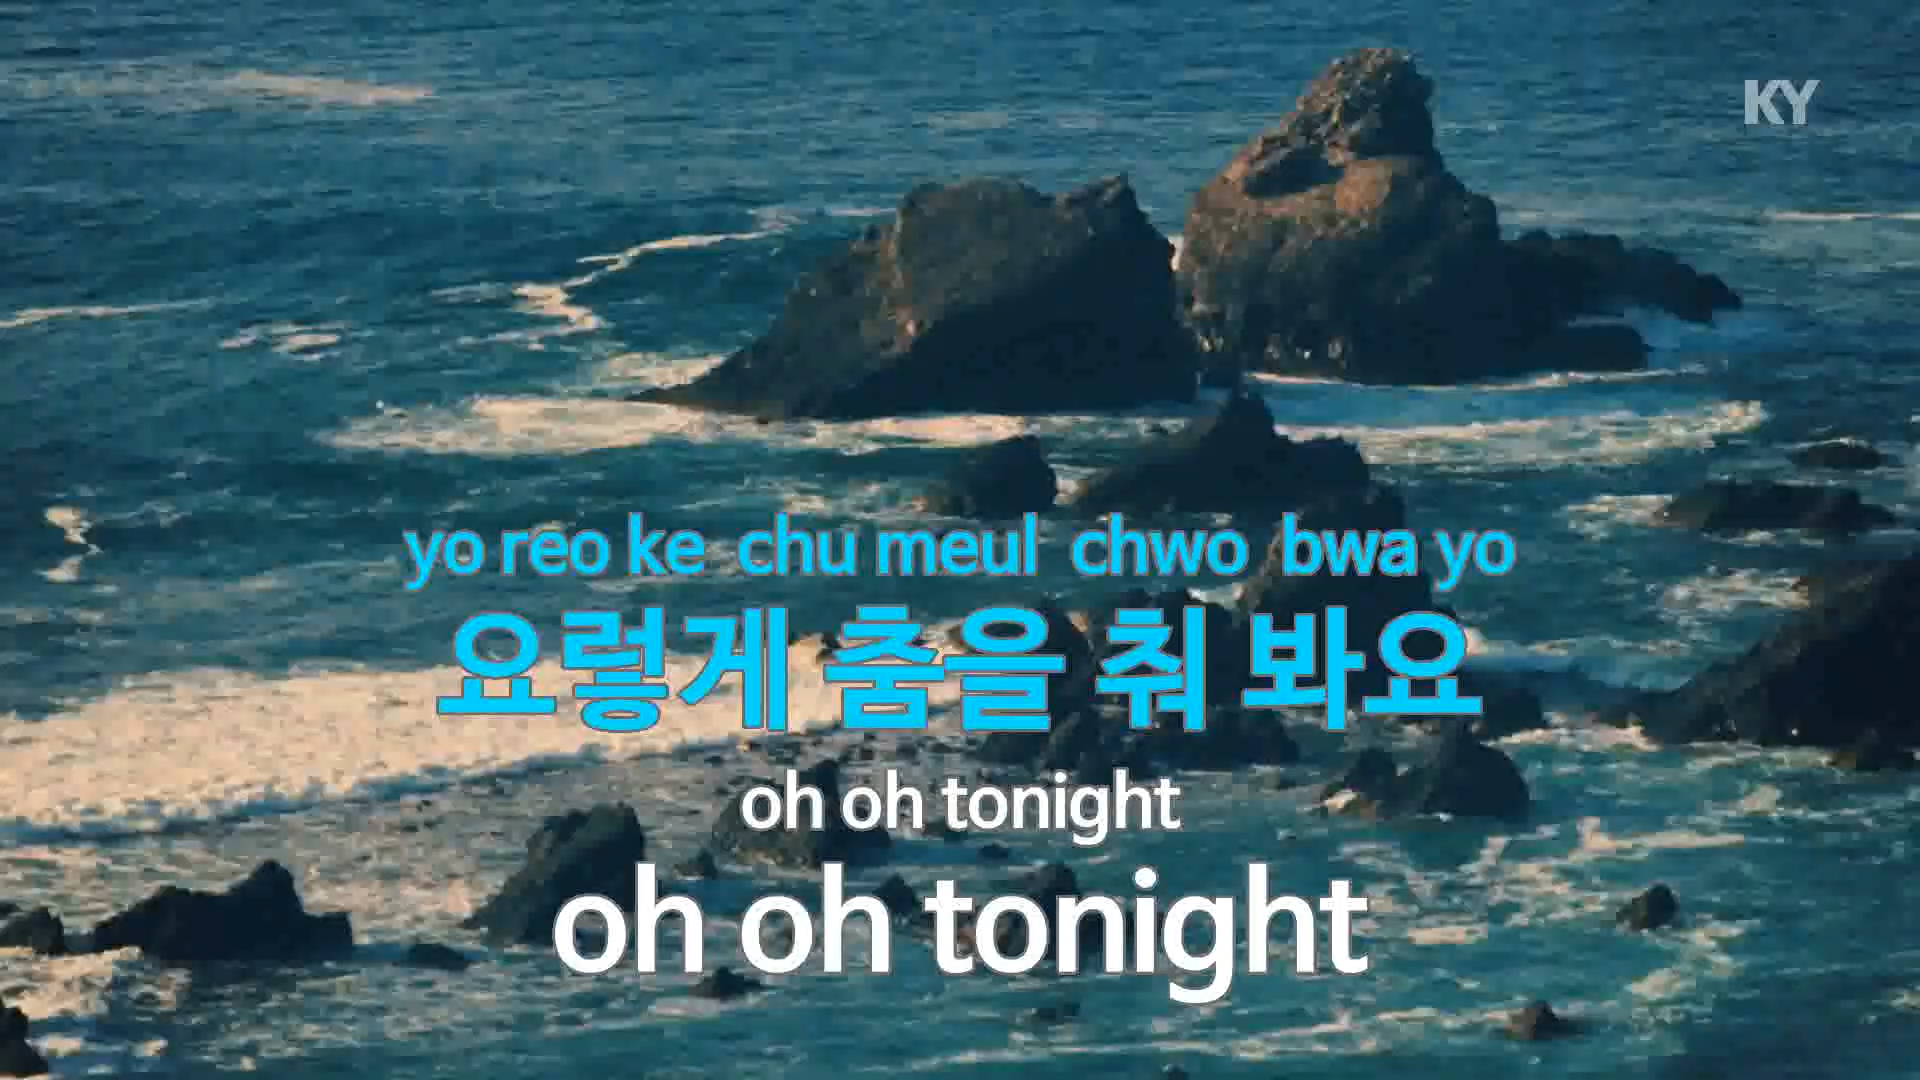 KY
yo reo ke chu meul chwo bwa yo
요렇게 춤을 춰 봐요
oh oh tonight
oh oh tonight